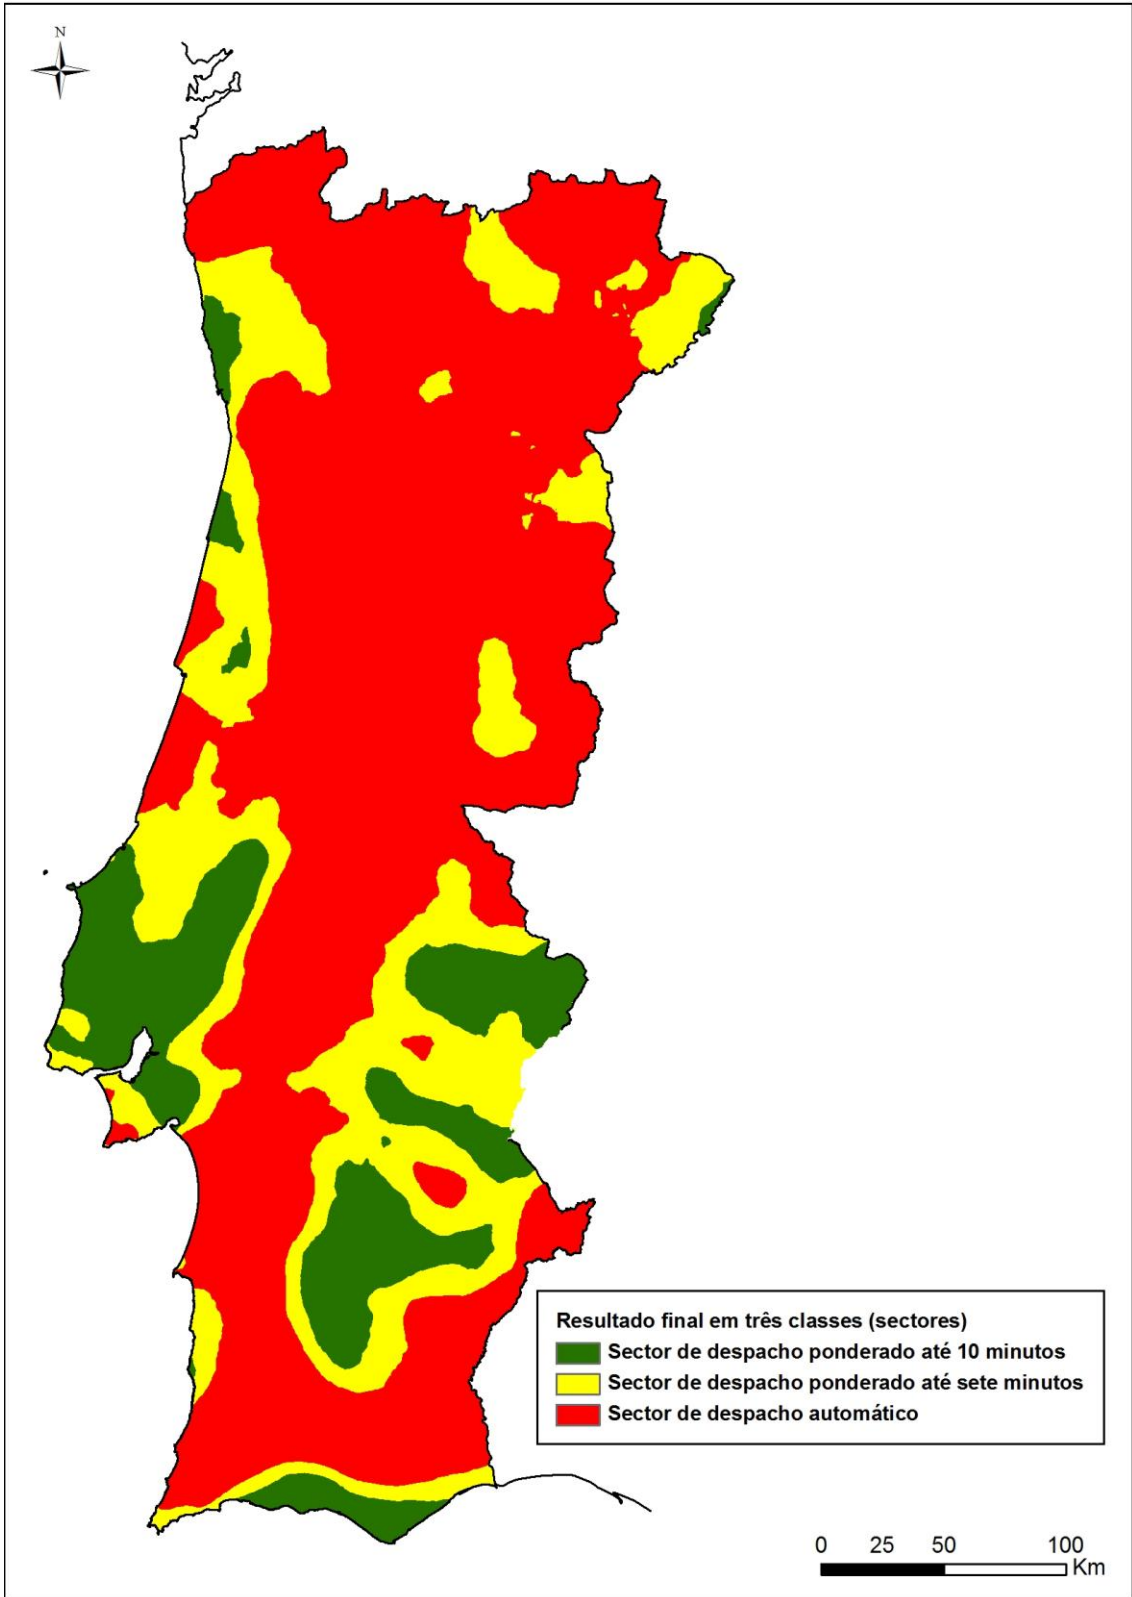 N
Resultado final em três classes (sectores)
Sector de despacho ponderado até 10 minutos
Sector de despacho ponderado até sete minutos
Sector de despacho automático
0 25 50 100
Km